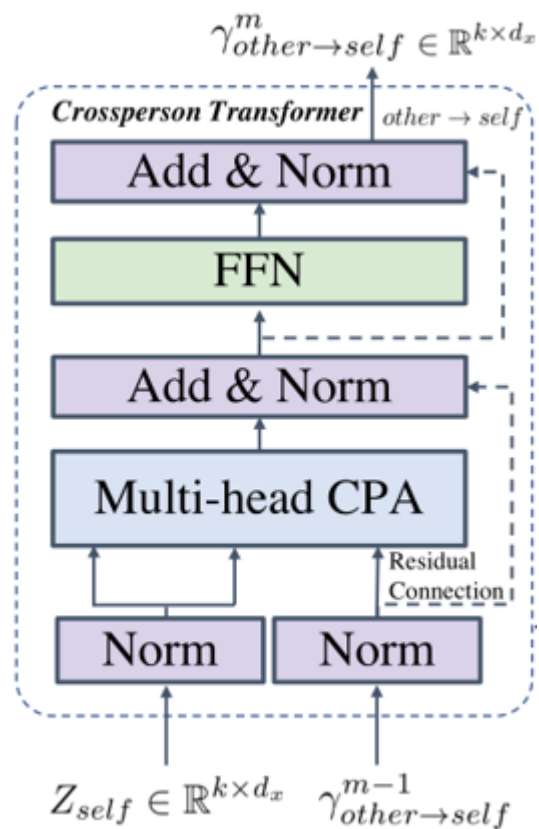 γ^m_{other→self} ∈ ℝ^{k×d_x}
Crossperson Transformer
other → self
Add & Norm
FFN
Add & Norm
Multi-head CPA
Residual
Connection
Norm
Norm
Z_{self} ∈ ℝ^{k×d_x}
γ^{m-1}_{other→self}